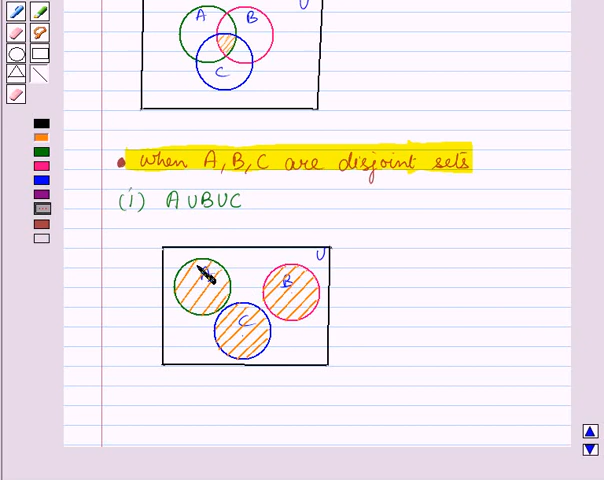 U
A B
C
• When A, B, C are disjoint sets
(i) A ∪ B ∪ C
U
A
B
C